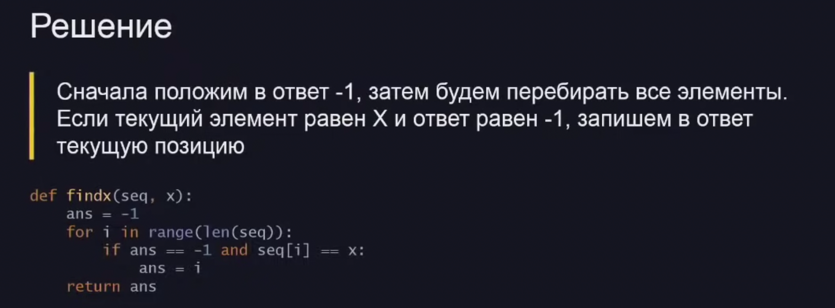 Решение
Сначала положим в ответ -1, затем будем перебирать все элементы.
Если текущий элемент равен X и ответ равен -1, запишем в ответ
текущую позицию
def findx(seq, x):
    ans = -1
    for i in range(len(seq)):
        if ans == -1 and seq[i] == x:
            ans = i
    return ans